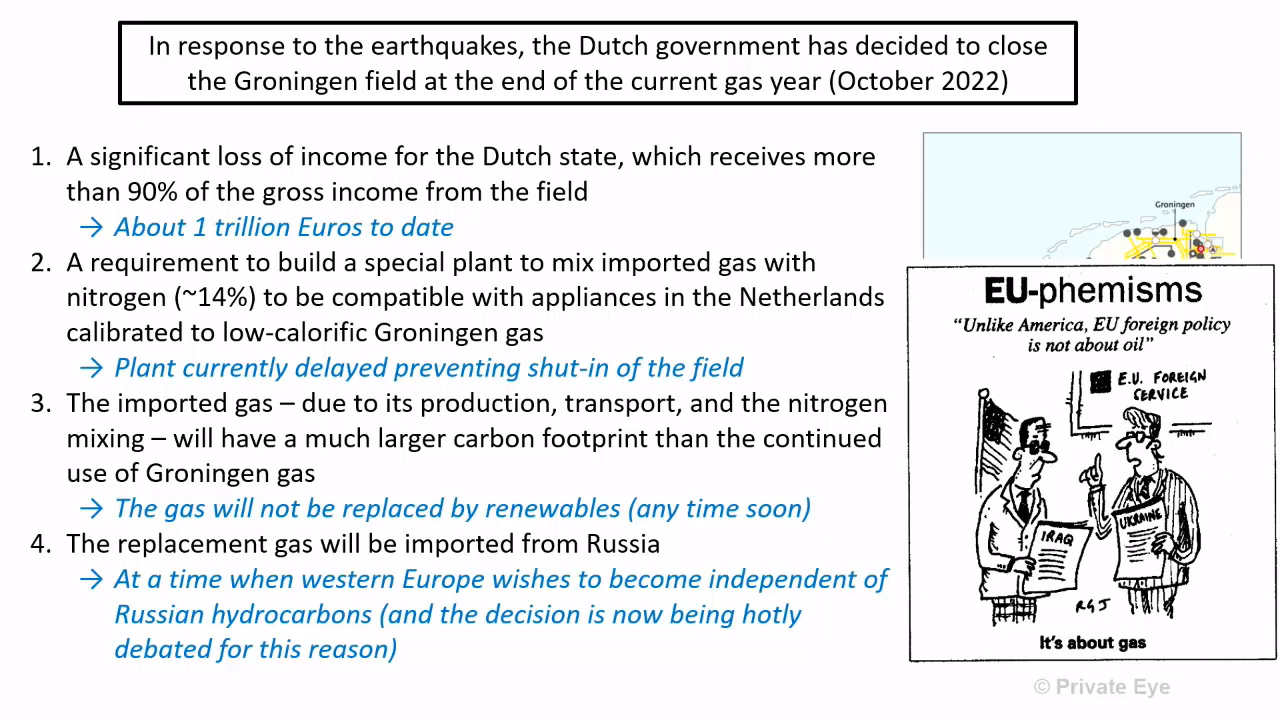 In response to the earthquakes, the Dutch government has decided to close
the Groningen field at the end of the current gas year (October 2022)
1. A significant loss of income for the Dutch state, which receives more
than 90% of the gross income from the field
→ About 1 trillion Euros to date
2. A requirement to build a special plant to mix imported gas with
nitrogen (~14%) to be compatible with appliances in the Netherlands
calibrated to low-calorific Groningen gas
→ Plant currently delayed preventing shut-in of the field
3. The imported gas – due to its production, transport, and the nitrogen
mixing – will have a much larger carbon footprint than the continued
use of Groningen gas
→ The gas will not be replaced by renewables (any time soon)
4. The replacement gas will be imported from Russia
→ At a time when western Europe wishes to become independent of
Russian hydrocarbons (and the decision is now being hotly
debated for this reason)
Groningen
EU-phemisms
"Unlike America, EU foreign policy
is not about oil"
E.U. FOREIGN
SERVICE
IRAQ
UKRAINE
RGJ
It's about gas
© Private Eye